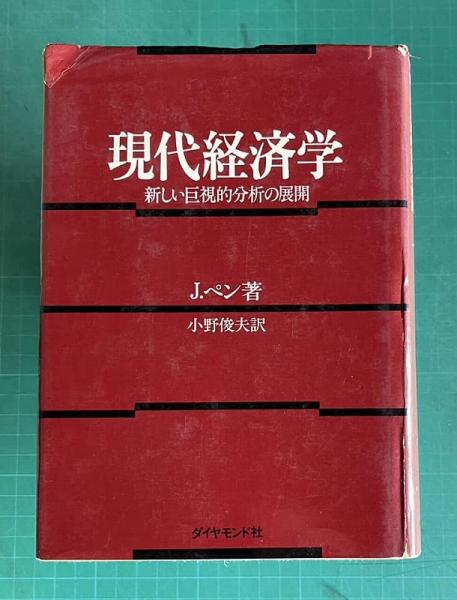 現代経済学
新しい巨視的分析の展開
J.ペン著
小野俊夫訳
ダイヤモンド社